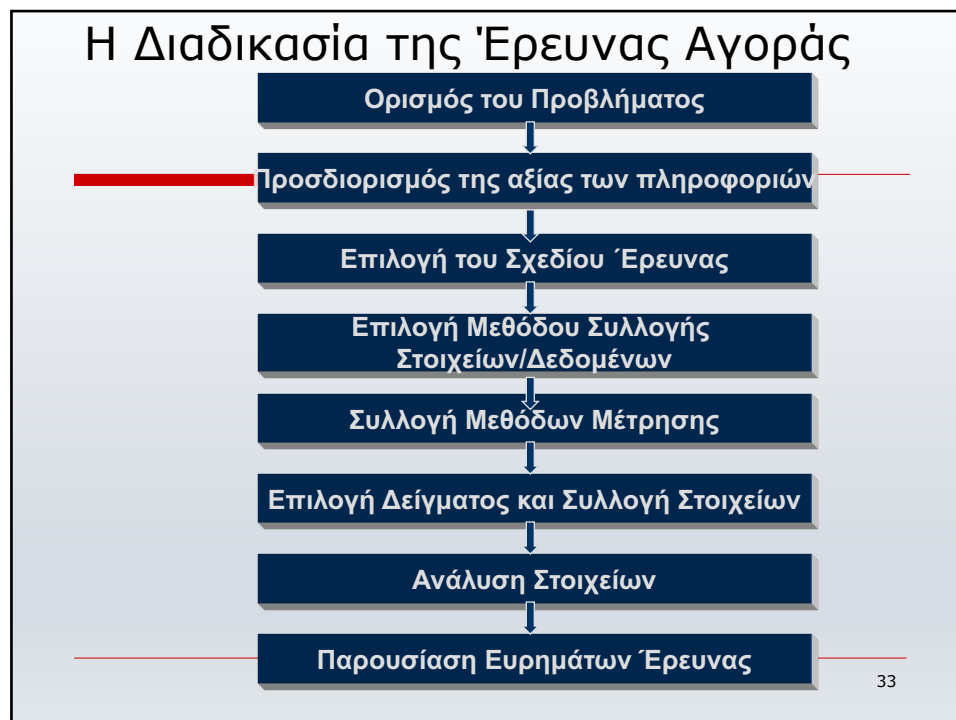 Η Διαδικασία της Έρευνας Αγοράς
Ορισμός του Προβλήματος
Προσδιορισμός της αξίας των πληροφοριών
Επιλογή του Σχεδίου ΄Ερευνας
Επιλογή Μεθόδου Συλλογής
Στοιχείων/Δεδομένων
Συλλογή Μεθόδων Μέτρησης
Επιλογή Δείγματος και Συλλογή Στοιχείων
Ανάλυση Στοιχείων
Παρουσίαση Ευρημάτων Έρευνας
33